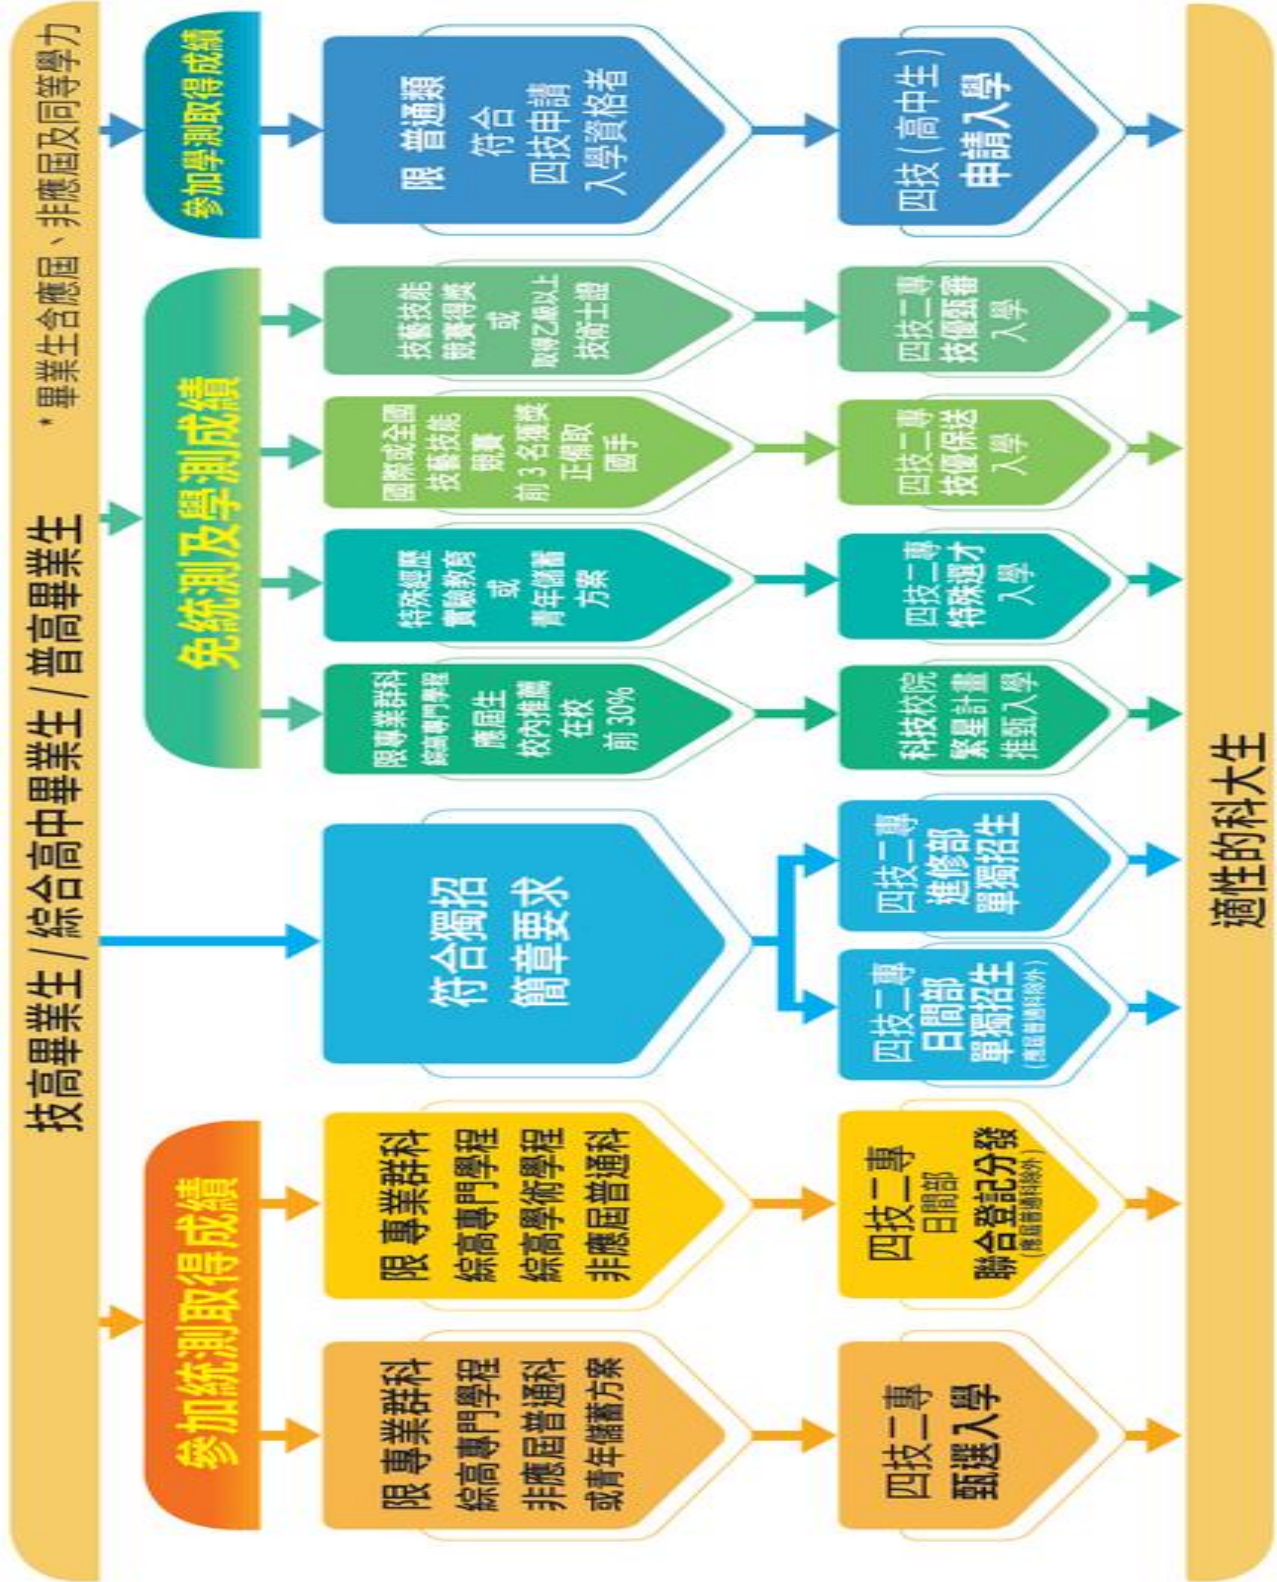 技高畢業生 / 綜合高中畢業生 / 普高畢業生
* 畢業生含應屆、非應屆及同等學力
參加統測取得成績
免統測及學測成績
參加學測取得成績
限 專業群科
綜高專門學程
非應屆普通科
或青年儲蓄方案
限 專業群科
綜高專門學程
綜高學術學程
非應屆普通科
符合獨招
簡章要求
限專業群科
綜高專門學程
應屆生
校內推薦
在校
前 30%
特殊經歷
實驗教育
或
青年儲蓄
方案
國際或全國
技藝技能
競賽
前 3 名獲獎
正備取
國手
技藝技能
競賽得獎
或
取得乙級以上
技術士證
限 普通類
符合
四技申請
入學資格者
四技二專
甄選入學
四技二專
日間部
聯合登記分發
(應屆普通科除外)
四技二專
日間部
單獨招生
(應屆普通科除外)
四技二專
進修部
單獨招生
科技校院
繁星計畫
推甄入學
四技二專
特殊選才
入學
四技二專
技優保送
入學
四技二專
技優甄審
入學
四技(高中生)
申請入學
適性的科大生